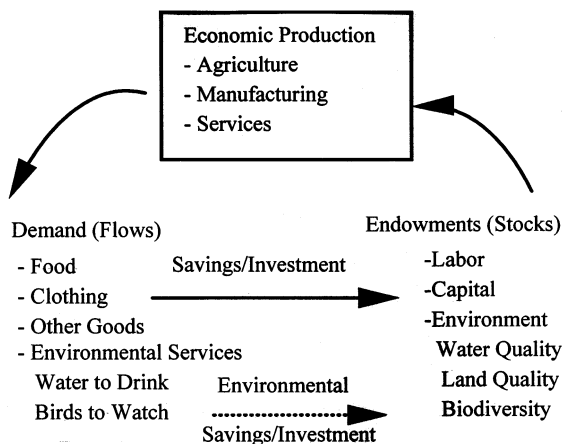 Economic Production
- Agriculture
- Manufacturing
- Services
Demand (Flows)
- Food
- Clothing
- Other Goods
- Environmental Services
Water to Drink
Birds to Watch
Savings/Investment
Environmental
Savings/Investment
Endowments (Stocks)
-Labor
-Capital
-Environment
Water Quality
Land Quality
Biodiversity